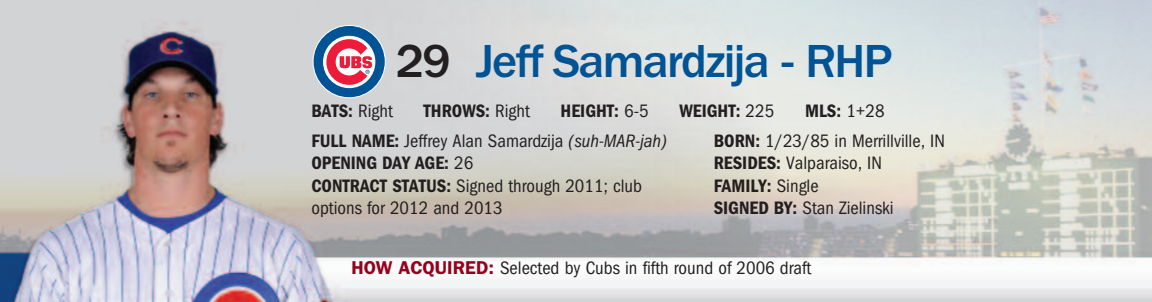 CUBS 29 Jeff Samardzija - RHP
BATS: Right THROWS: Right HEIGHT: 6-5 WEIGHT: 225 MLS: 1+28
FULL NAME: Jeffrey Alan Samardzija (suh-MAR-jah) BORN: 1/23/85 in Merrillville, IN
OPENING DAY AGE: 26 RESIDES: Valparaiso, IN
CONTRACT STATUS: Signed through 2011; club FAMILY: Single
options for 2012 and 2013 SIGNED BY: Stan Zielinski
HOW ACQUIRED: Selected by Cubs in fifth round of 2006 draft